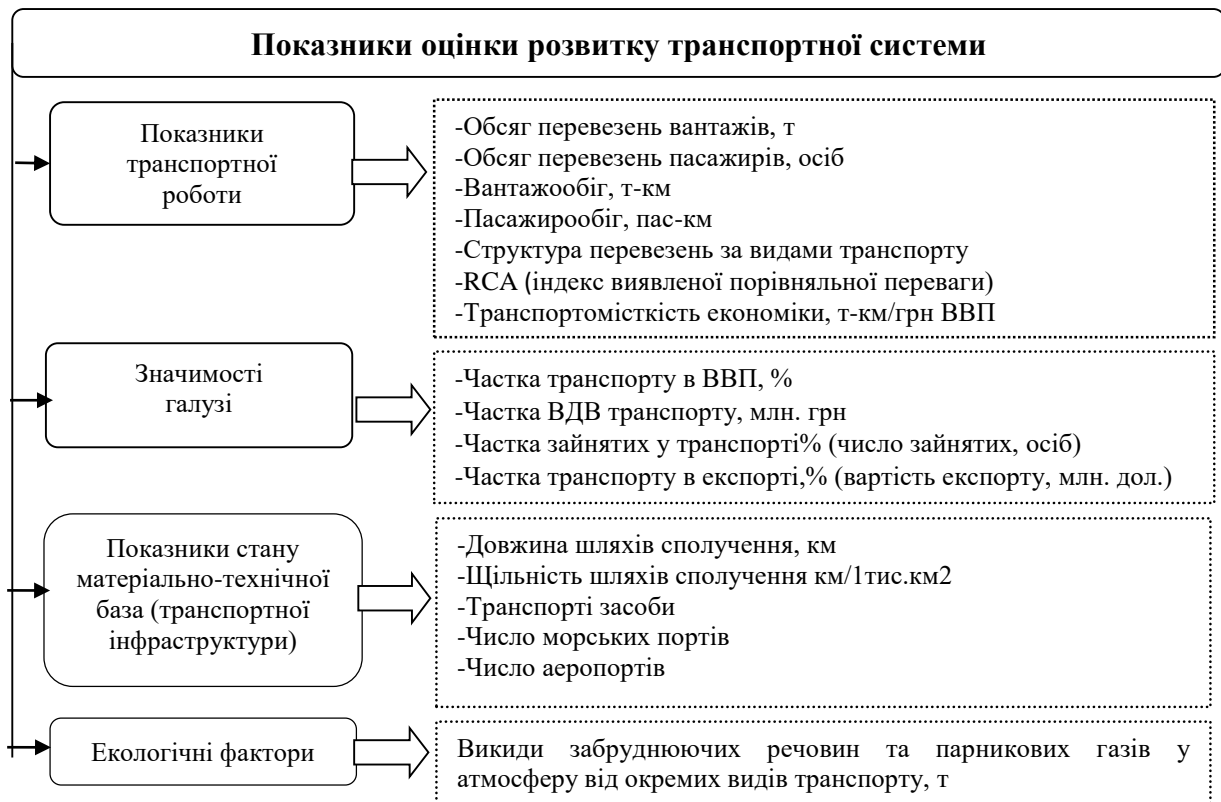 Показники оцінки розвитку транспортної системи
Показники
транспортної
роботи
-Обсяг перевезень вантажів, т
-Обсяг перевезень пасажирів, осіб
-Вантажообіг, т-км
-Пасажирообіг, пас-км
-Структура перевезень за видами транспорту
-RCA (індекс виявленої порівняльної переваги)
-Транспортомісткість економіки, т-км/грн ВВП
Значимості
галузі
-Частка транспорту в ВВП, %
-Частка ВДВ транспорту, млн. грн
-Частка зайнятих у транспорті% (число зайнятих, осіб)
-Частка транспорту в експорті,% (вартість експорту, млн. дол.)
Показники стану
матеріально-технічної
база (транспортної
інфраструктури)
-Довжина шляхів сполучення, км
-Щільність шляхів сполучення км/1тис.км2
-Транспорті засоби
-Число морських портів
-Число аеропортів
Екологічні фактори
Викиди забруднюючих речовин та парникових газів у
атмосферу від окремих видів транспорту, т